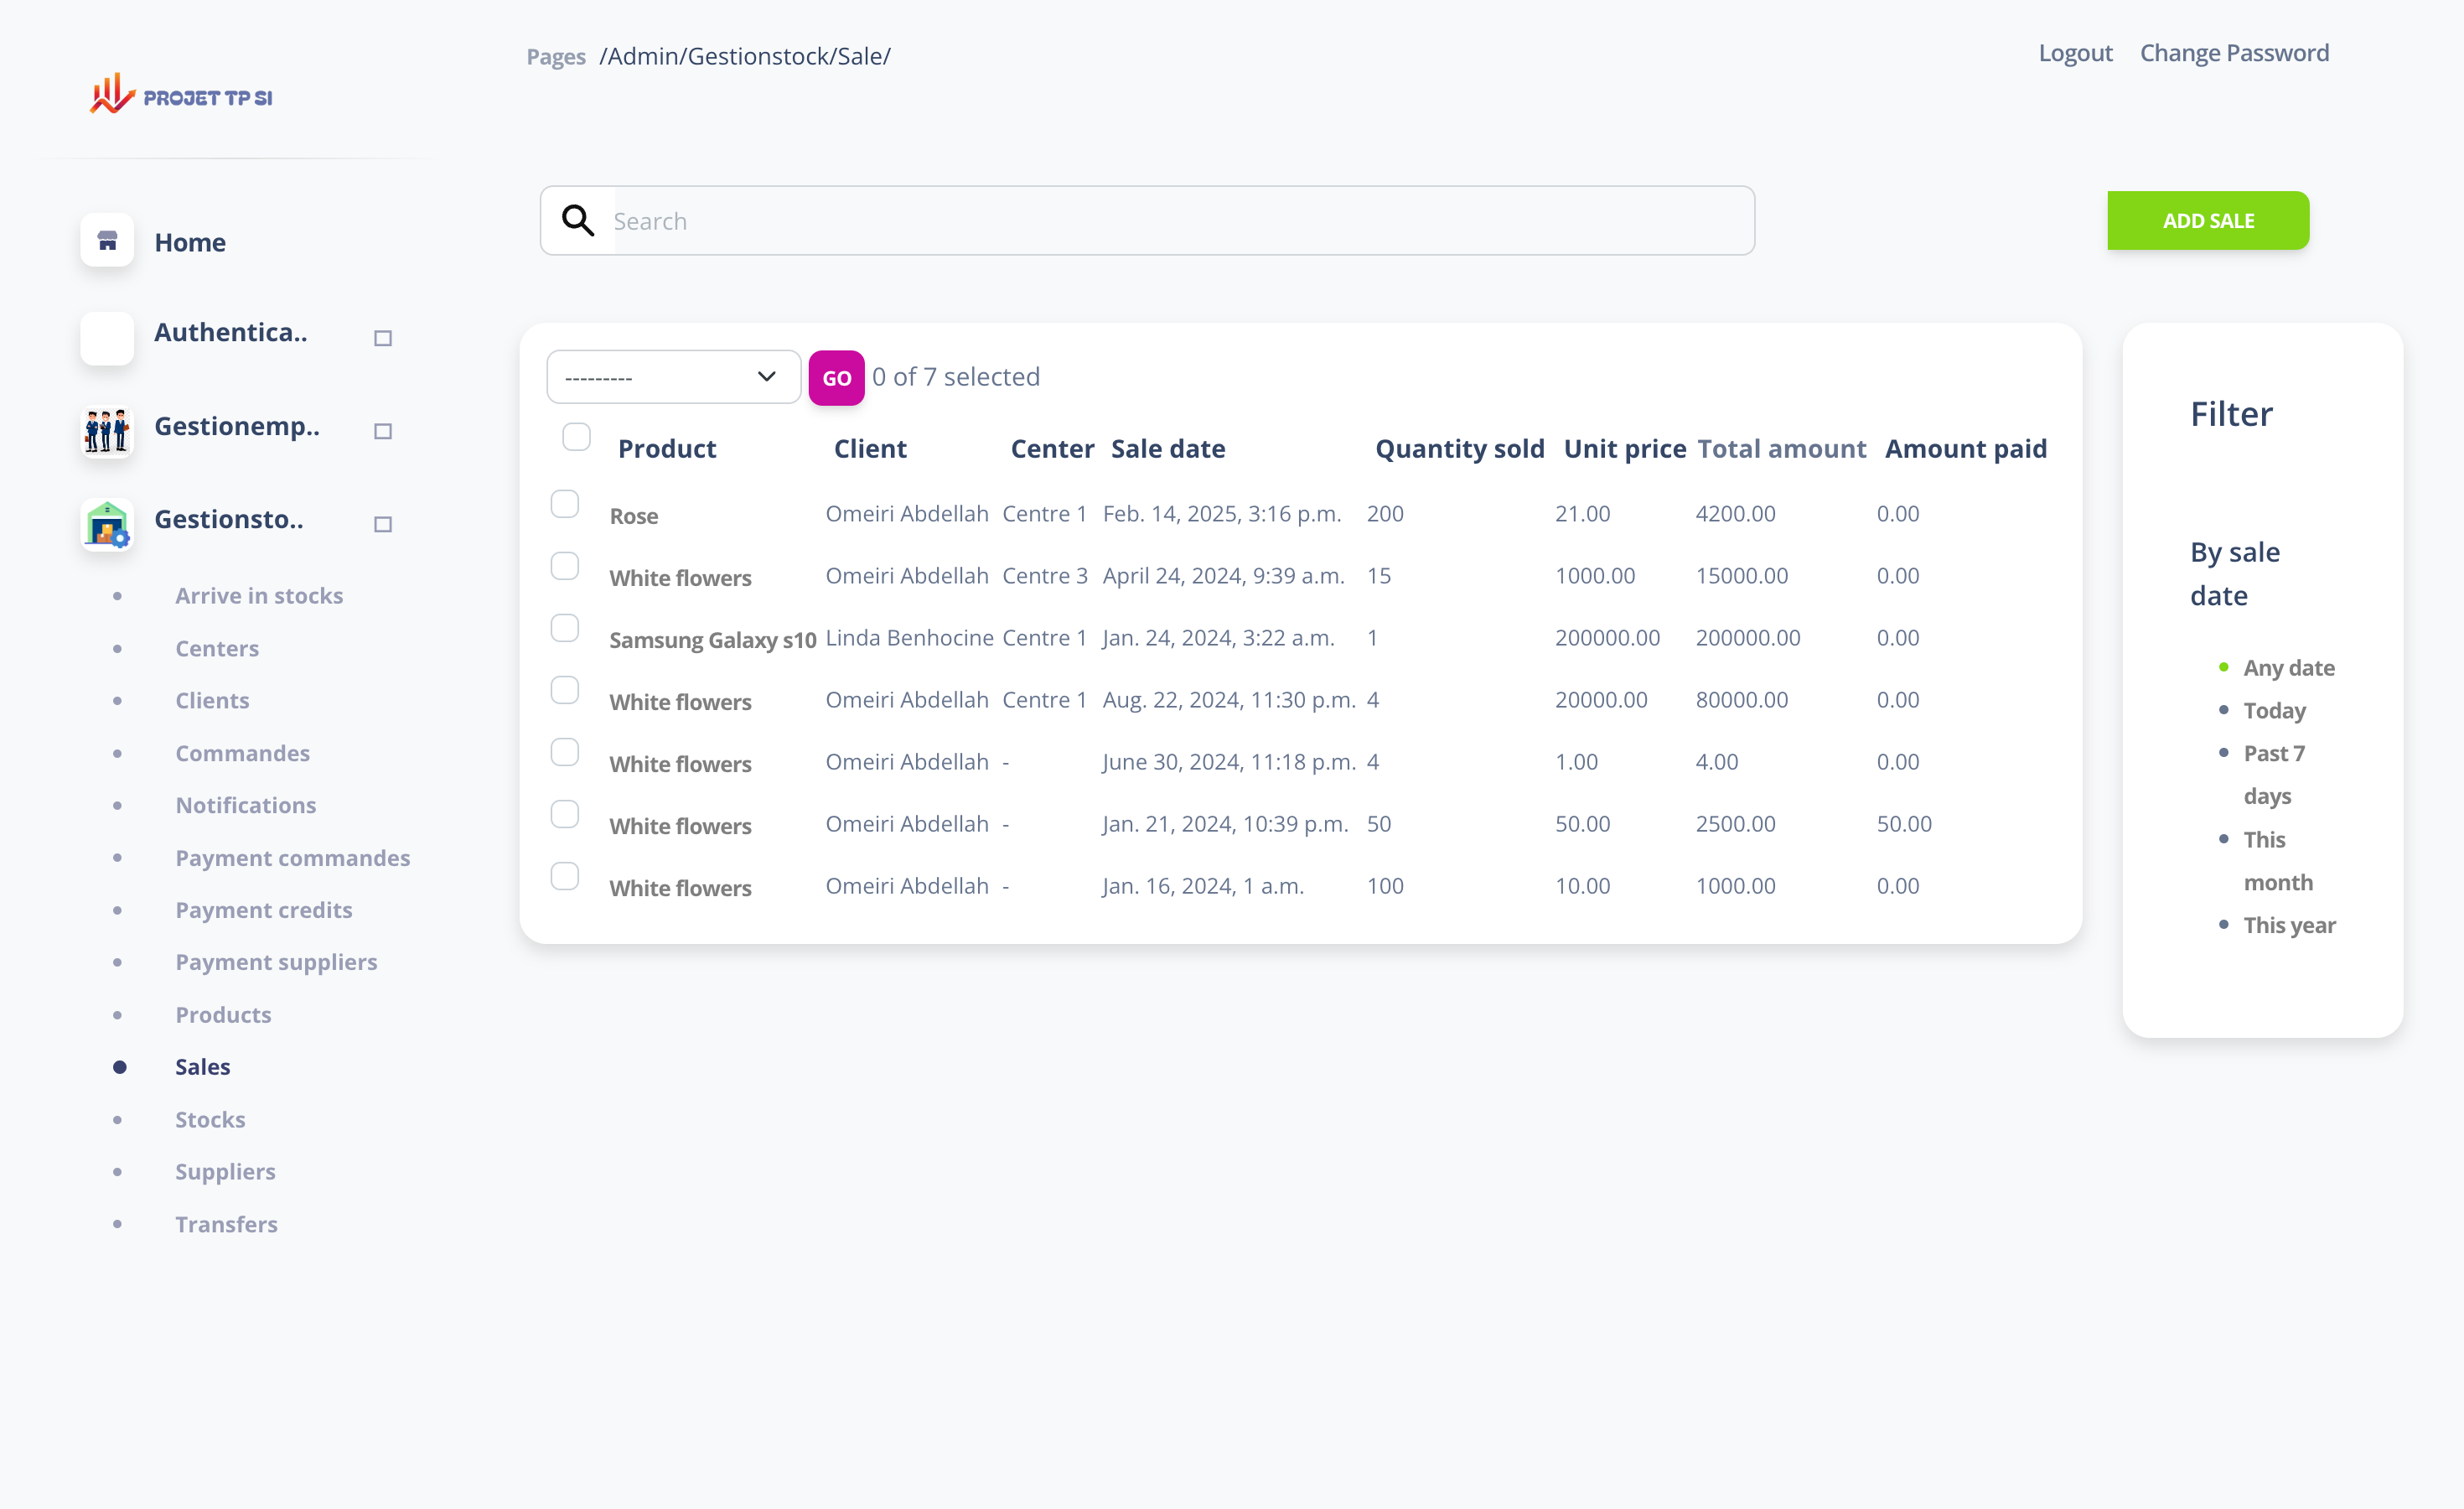 Pages /Admin/Gestionstock/Sale/
Logout Change Password
PROJET TP SI
Search
ADD SALE
Home
Authentica..
Gestionemp..
Gestionsto..
Arrive in stocks
Centers
Clients
Commandes
Notifications
Payment commandes
Payment credits
Payment suppliers
Products
Sales
Stocks
Suppliers
Transfers
--------- GO 0 of 7 selected
Product Client Center Sale date Quantity sold Unit price Total amount Amount paid
Rose Omeiri Abdellah Centre 1 Feb. 14, 2025, 3:16 p.m. 200 21.00 4200.00 0.00
White flowers Omeiri Abdellah Centre 3 April 24, 2024, 9:39 a.m. 15 1000.00 15000.00 0.00
Samsung Galaxy s10 Linda Benhocine Centre 1 Jan. 24, 2024, 3:22 a.m. 1 200000.00 200000.00 0.00
White flowers Omeiri Abdellah Centre 1 Aug. 22, 2024, 11:30 p.m. 4 20000.00 80000.00 0.00
White flowers Omeiri Abdellah - June 30, 2024, 11:18 p.m. 4 1.00 4.00 0.00
White flowers Omeiri Abdellah - Jan. 21, 2024, 10:39 p.m. 50 50.00 2500.00 50.00
White flowers Omeiri Abdellah - Jan. 16, 2024, 1 a.m. 100 10.00 1000.00 0.00
Filter
By sale
date
Any date
Today
Past 7
days
This
month
This year